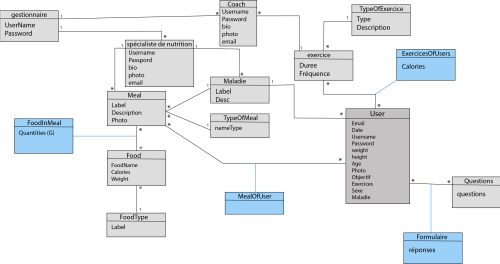 gestionnaire
UserName
Password
Coach
Username
Password
bio
photo
email
TypeOfExercice
Type
Description
spécialiste de nutrition
Username
Passpord
bio
photo
email
exercice
Duree
Fréquence
ExercicesOfUsers
Calories
Meal
Label
Description
Photo
Maladie
Label
Desc
TypeOfMeal
nameType
FoodInMeal
Quantities (G)
User
Email
Date
Username
Password
weight
height
Age
Photo
Objectif
Exercices
Sexe
Maladie
Food
FoodName
Calories
Weight
MealOfUser
Questions
questions
FoodType
Label
Formulaire
réponses